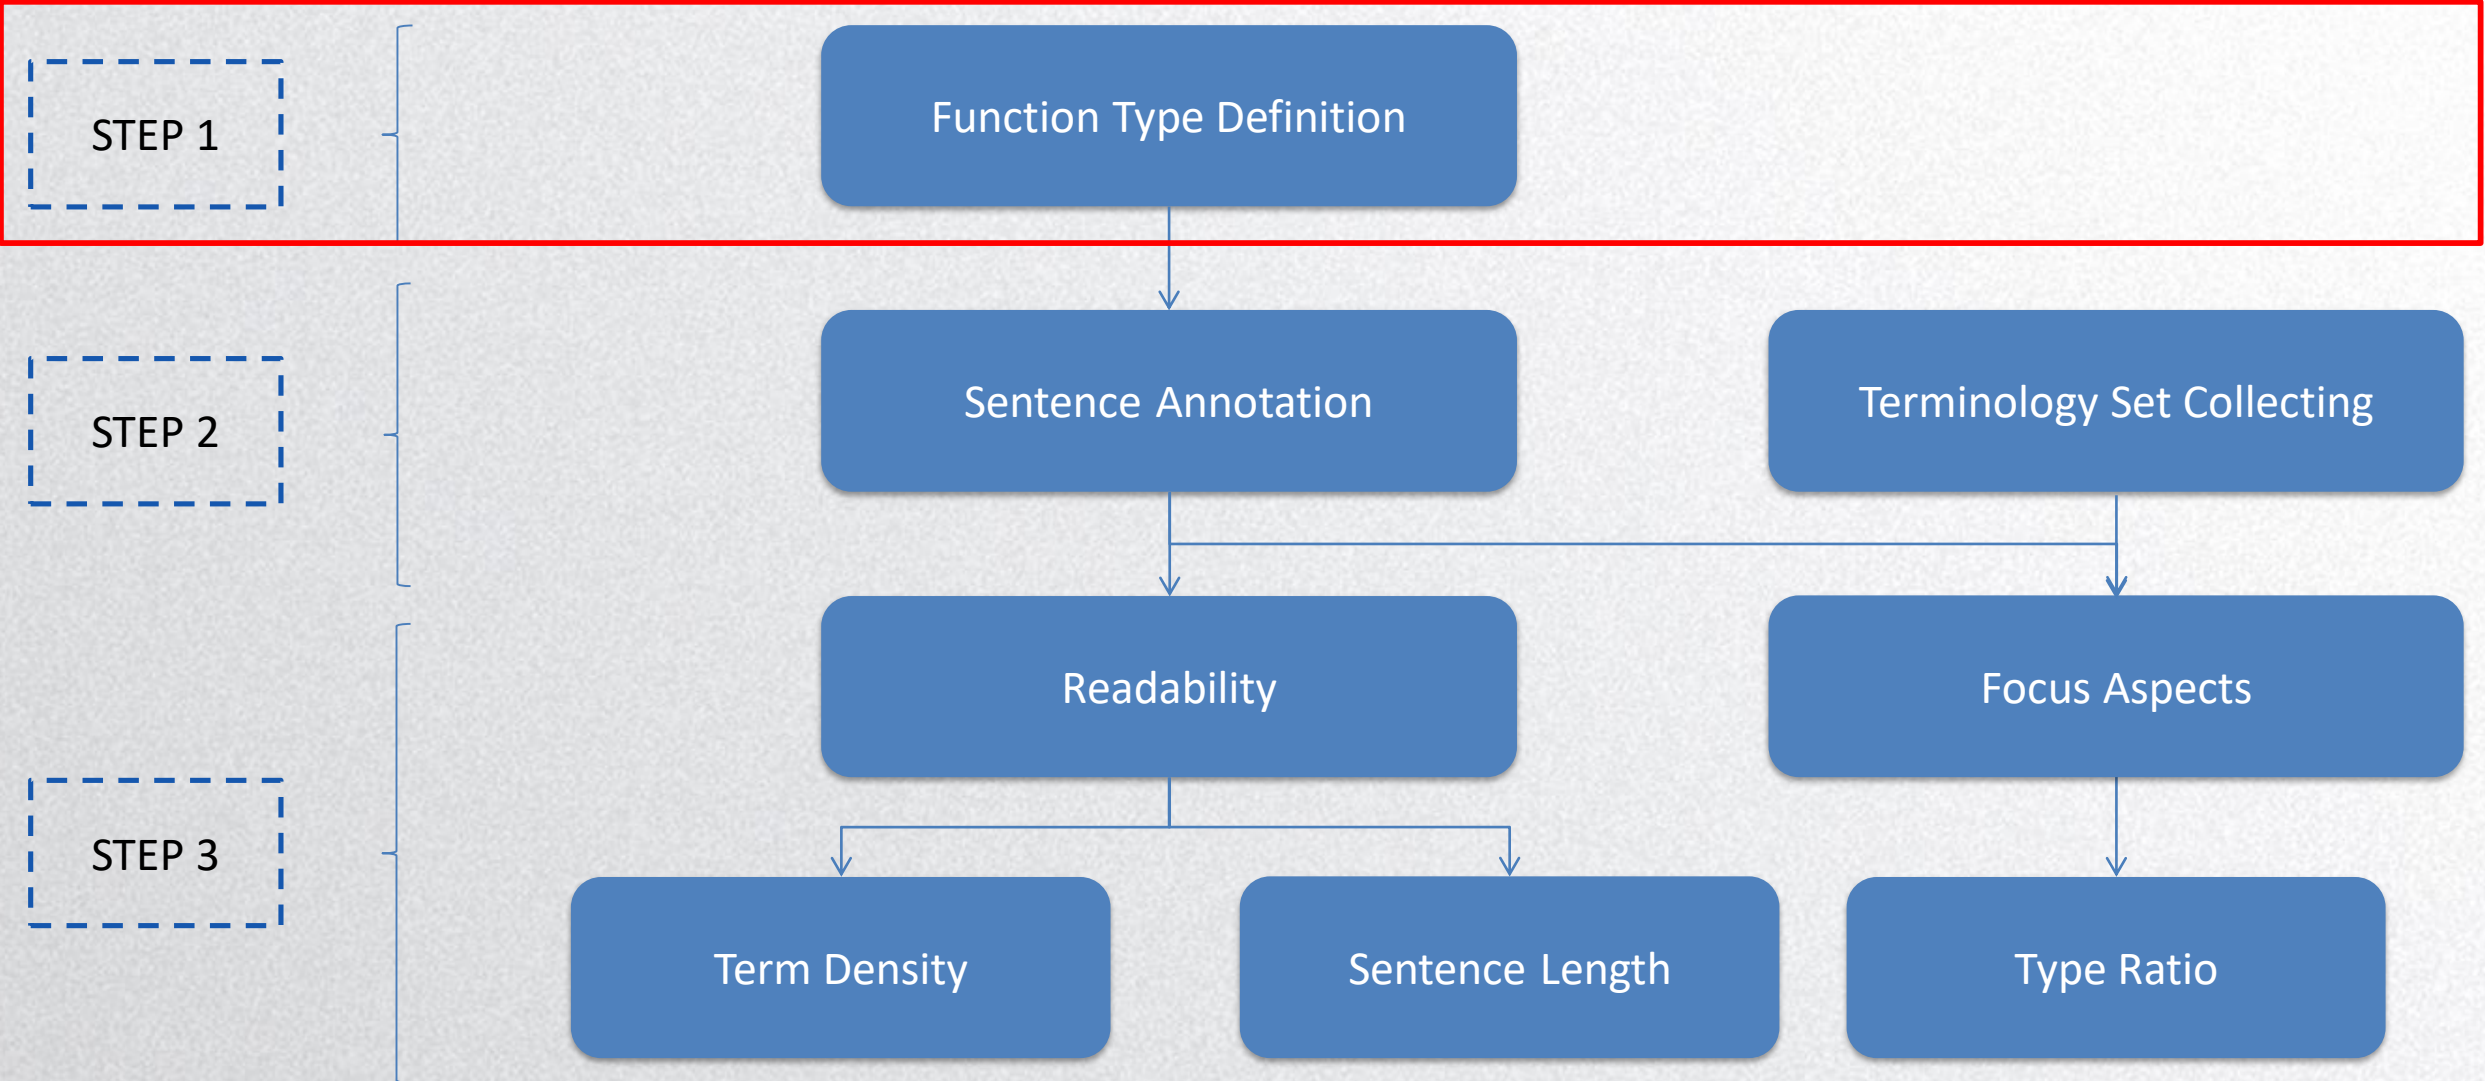 STEP 1
Function Type Definition
STEP 2
Sentence Annotation
Terminology Set Collecting
Readability
Focus Aspects
STEP 3
Term Density
Sentence Length
Type Ratio